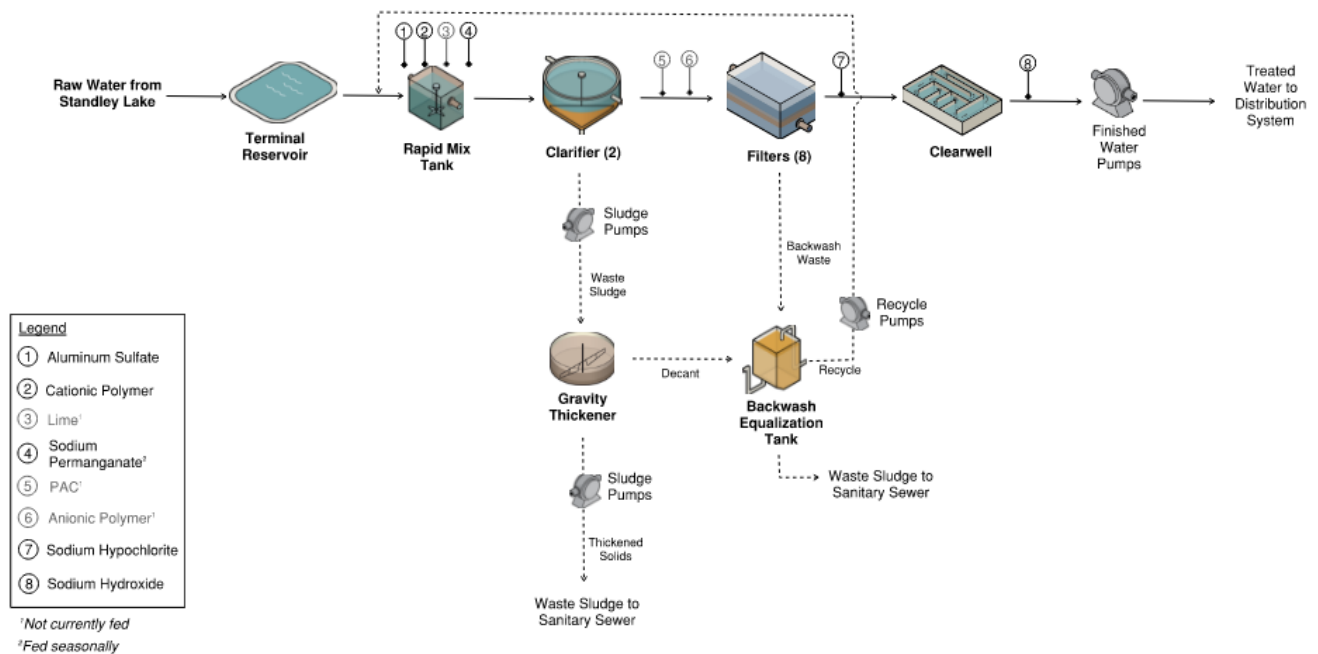 1
2
3
4
5
6
7
8
Raw Water from
Standley Lake
Terminal
Reservoir
Rapid Mix
Tank
Clarifier (2)
Filters (8)
Clearwell
Finished
Water
Pumps
Treated
Water to
Distribution
System
Sludge
Pumps
Backwash
Waste
Waste
Sludge
Recycle
Pumps
Decant
Recycle
Gravity
Thickener
Backwash
Equalization
Tank
Sludge
Pumps
Waste Sludge to
Sanitary Sewer
Thickened
Solids
Waste Sludge to
Sanitary Sewer
Legend
1 Aluminum Sulfate
2 Cationic Polymer
3 Lime¹
4 Sodium
Permanganate²
5 PAC¹
6 Anionic Polymer¹
7 Sodium Hypochlorite
8 Sodium Hydroxide
¹Not currently fed
²Fed seasonally